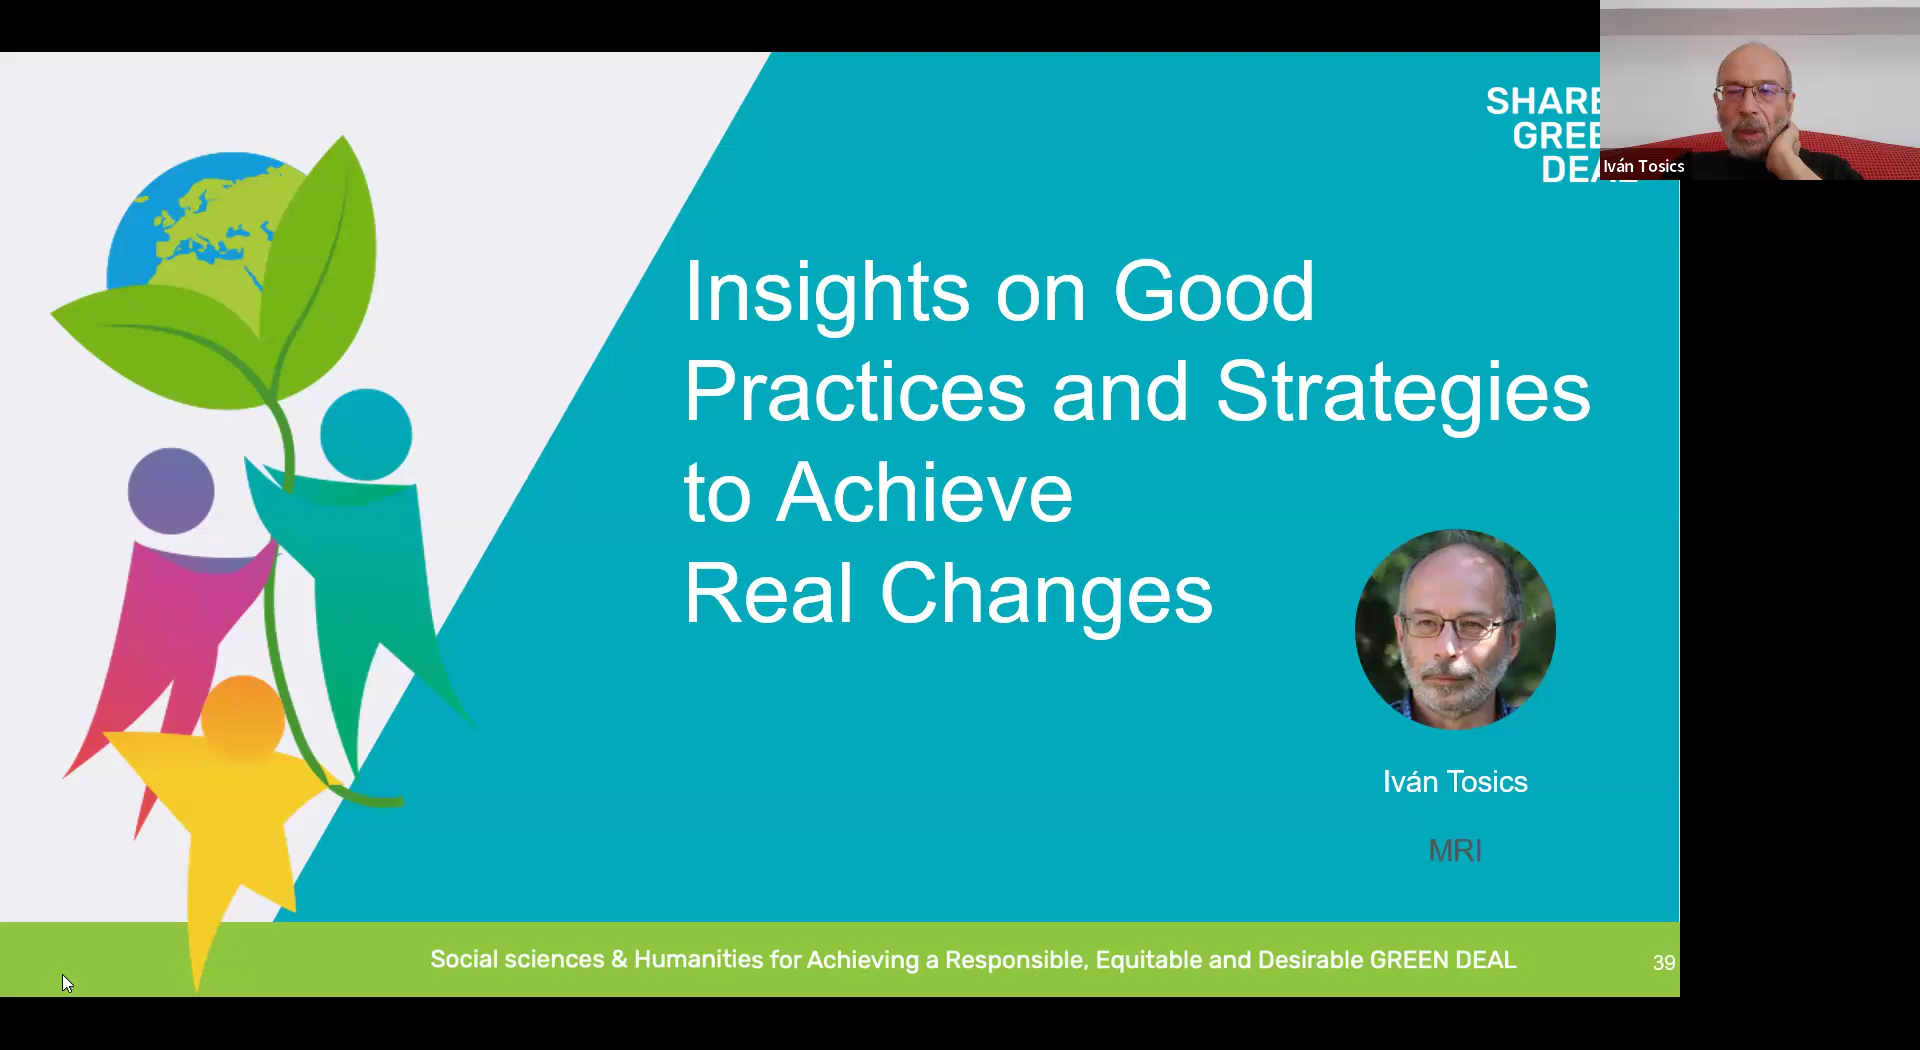 SHARE
GREE
DEAL
Iván Tosics
Insights on Good
Practices and Strategies
to Achieve
Real Changes
Iván Tosics
MRI
Social sciences & Humanities for Achieving a Responsible, Equitable and Desirable GREEN DEAL
39